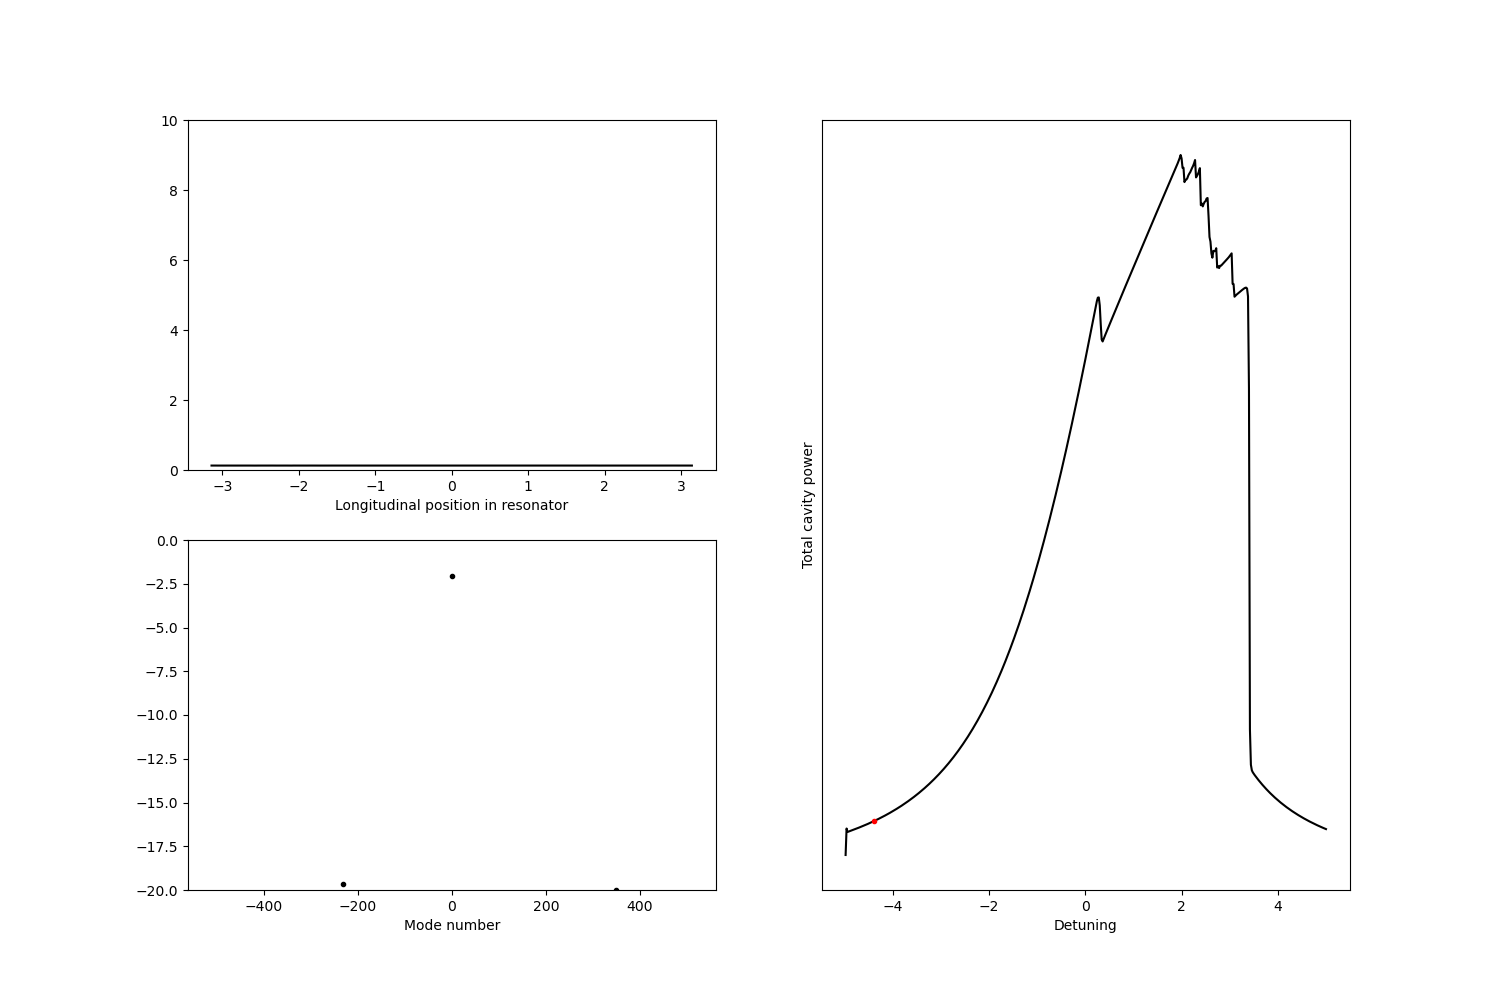 10
8
6
4
2
0
−3 −2 −1 0 1 2 3
Longitudinal position in resonator
0.0
−2.5
−5.0
−7.5
−10.0
−12.5
−15.0
−17.5
−20.0
−400 −200 0 200 400
Mode number
Total cavity power
−4 −2 0 2 4
Detuning